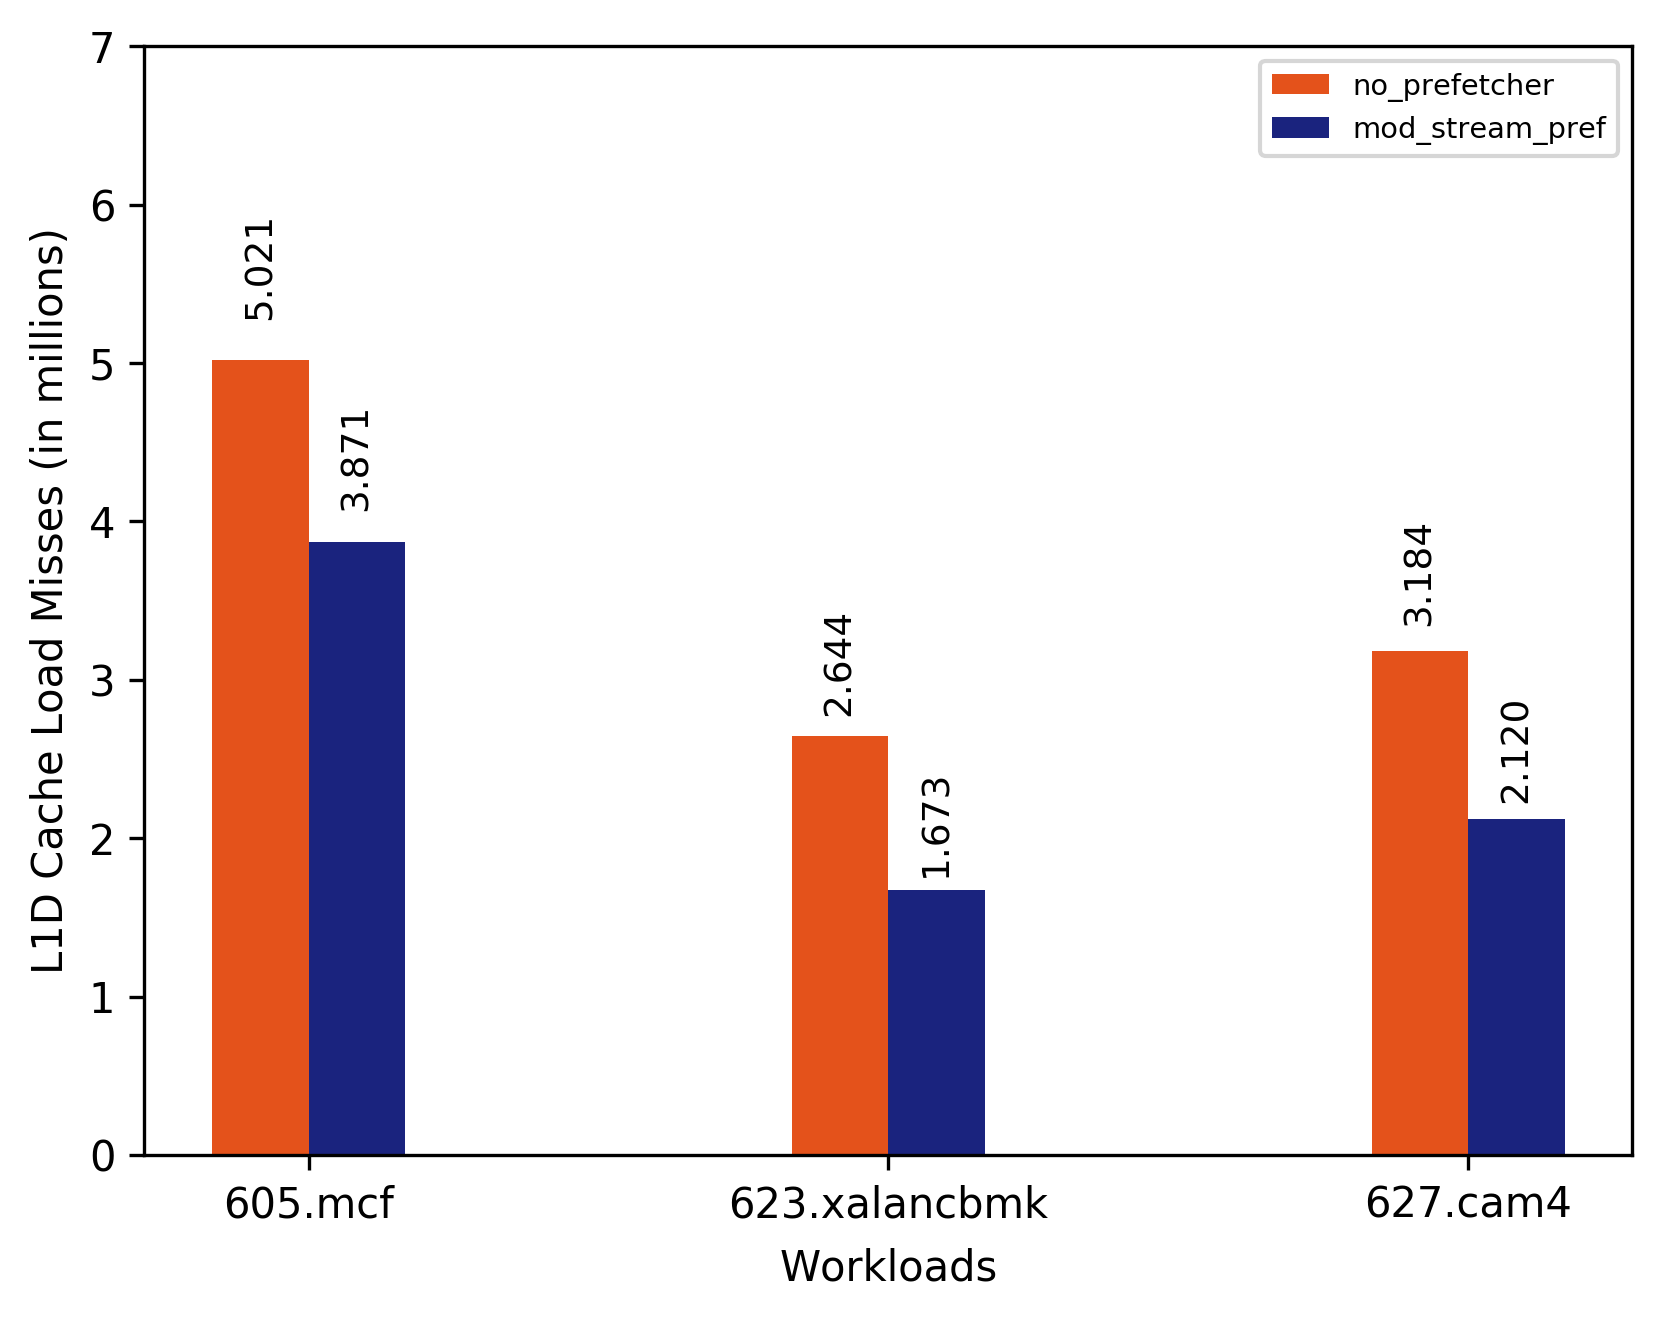 7
6
5
4
3
2
1
0
L1D Cache Load Misses (in millions)
no_prefetcher
mod_stream_pref
5.021
3.871
2.644
1.673
3.184
2.120
605.mcf
623.xalancbmk
627.cam4
Workloads